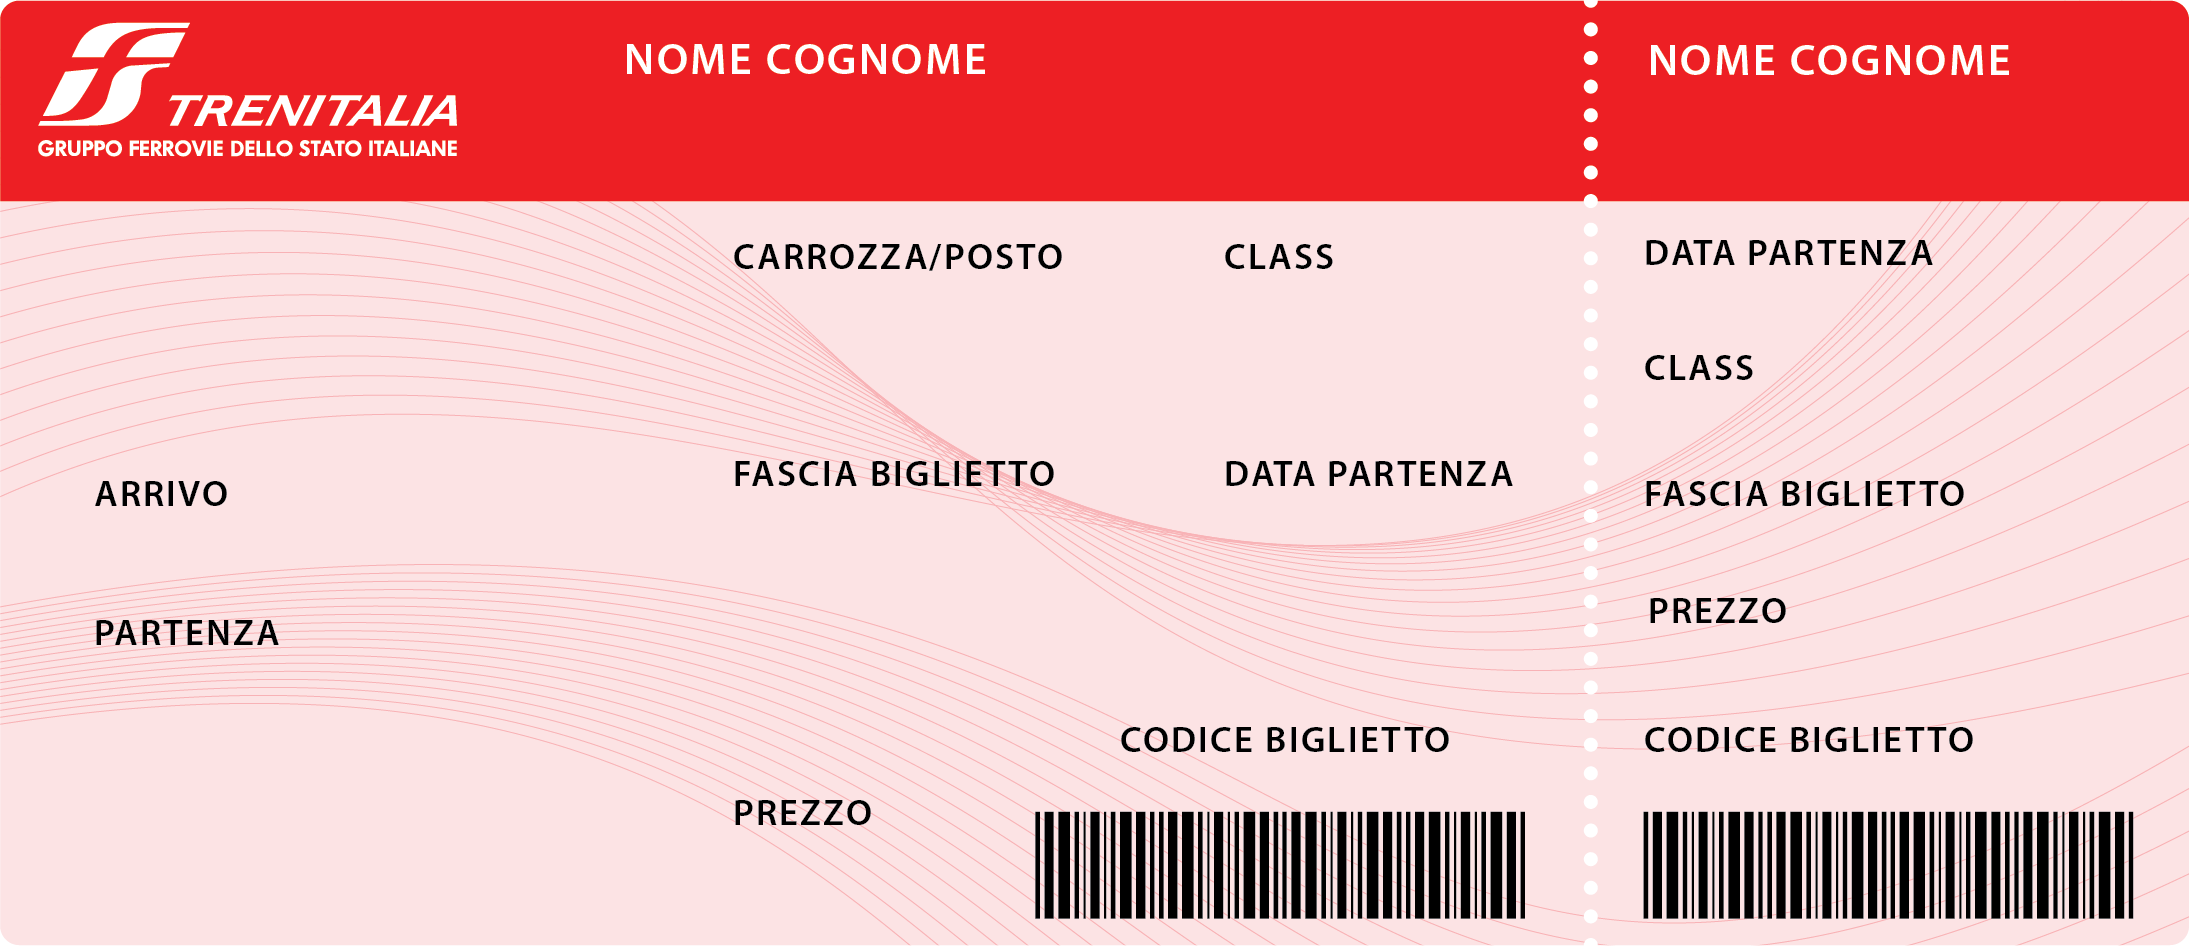 TRENITALIA
GRUPPO FERROVIE DELLO STATO ITALIANE
NOME COGNOME
CARROZZA/POSTO
CLASS
ARRIVO
FASCIA BIGLIETTO
DATA PARTENZA
PARTENZA
CODICE BIGLIETTO
PREZZO
NOME COGNOME
DATA PARTENZA
CLASS
FASCIA BIGLIETTO
PREZZO
CODICE BIGLIETTO